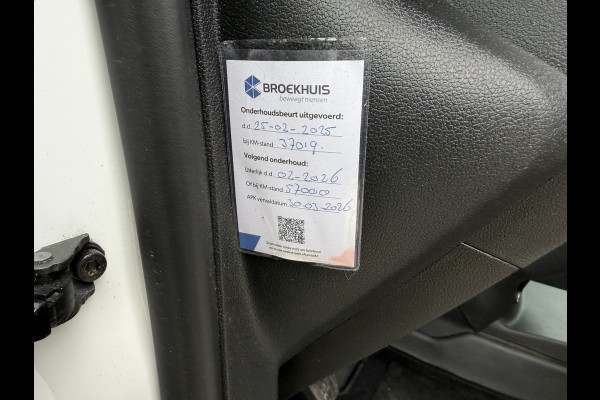 BROEKHUIS
beweegt mensen
Onderhoudsbeurt uitgevoerd:
d.d. 25-02-2025
bij KM-stand 37019.
Volgend onderhoud:
Uiterlijk d.d. 02-2026
Of bij KM-stand 57000
APK vervaldatum 30-03-2026